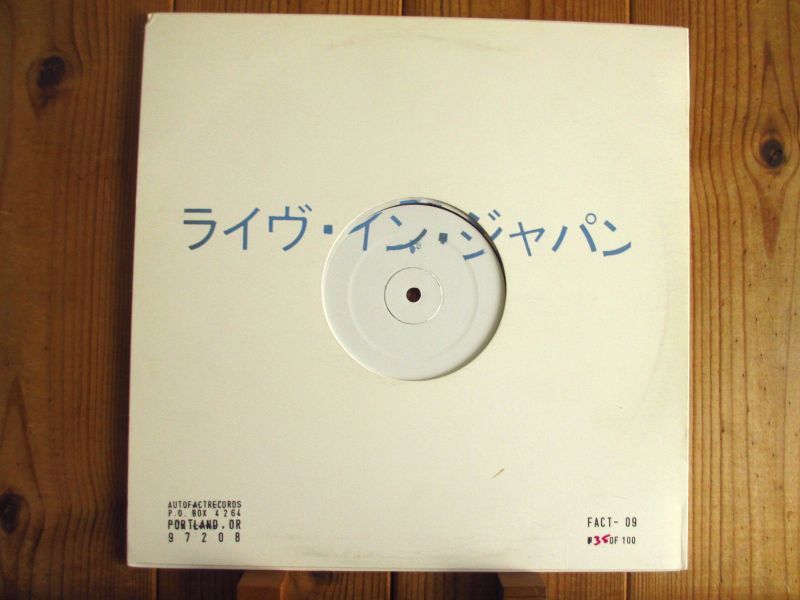 ライヴ・イン・ジャパン
AUTOFACTRECORDS
P.O. BOX 4264
PORTLAND.OR
97208
FACT- 09
#35 OF 100